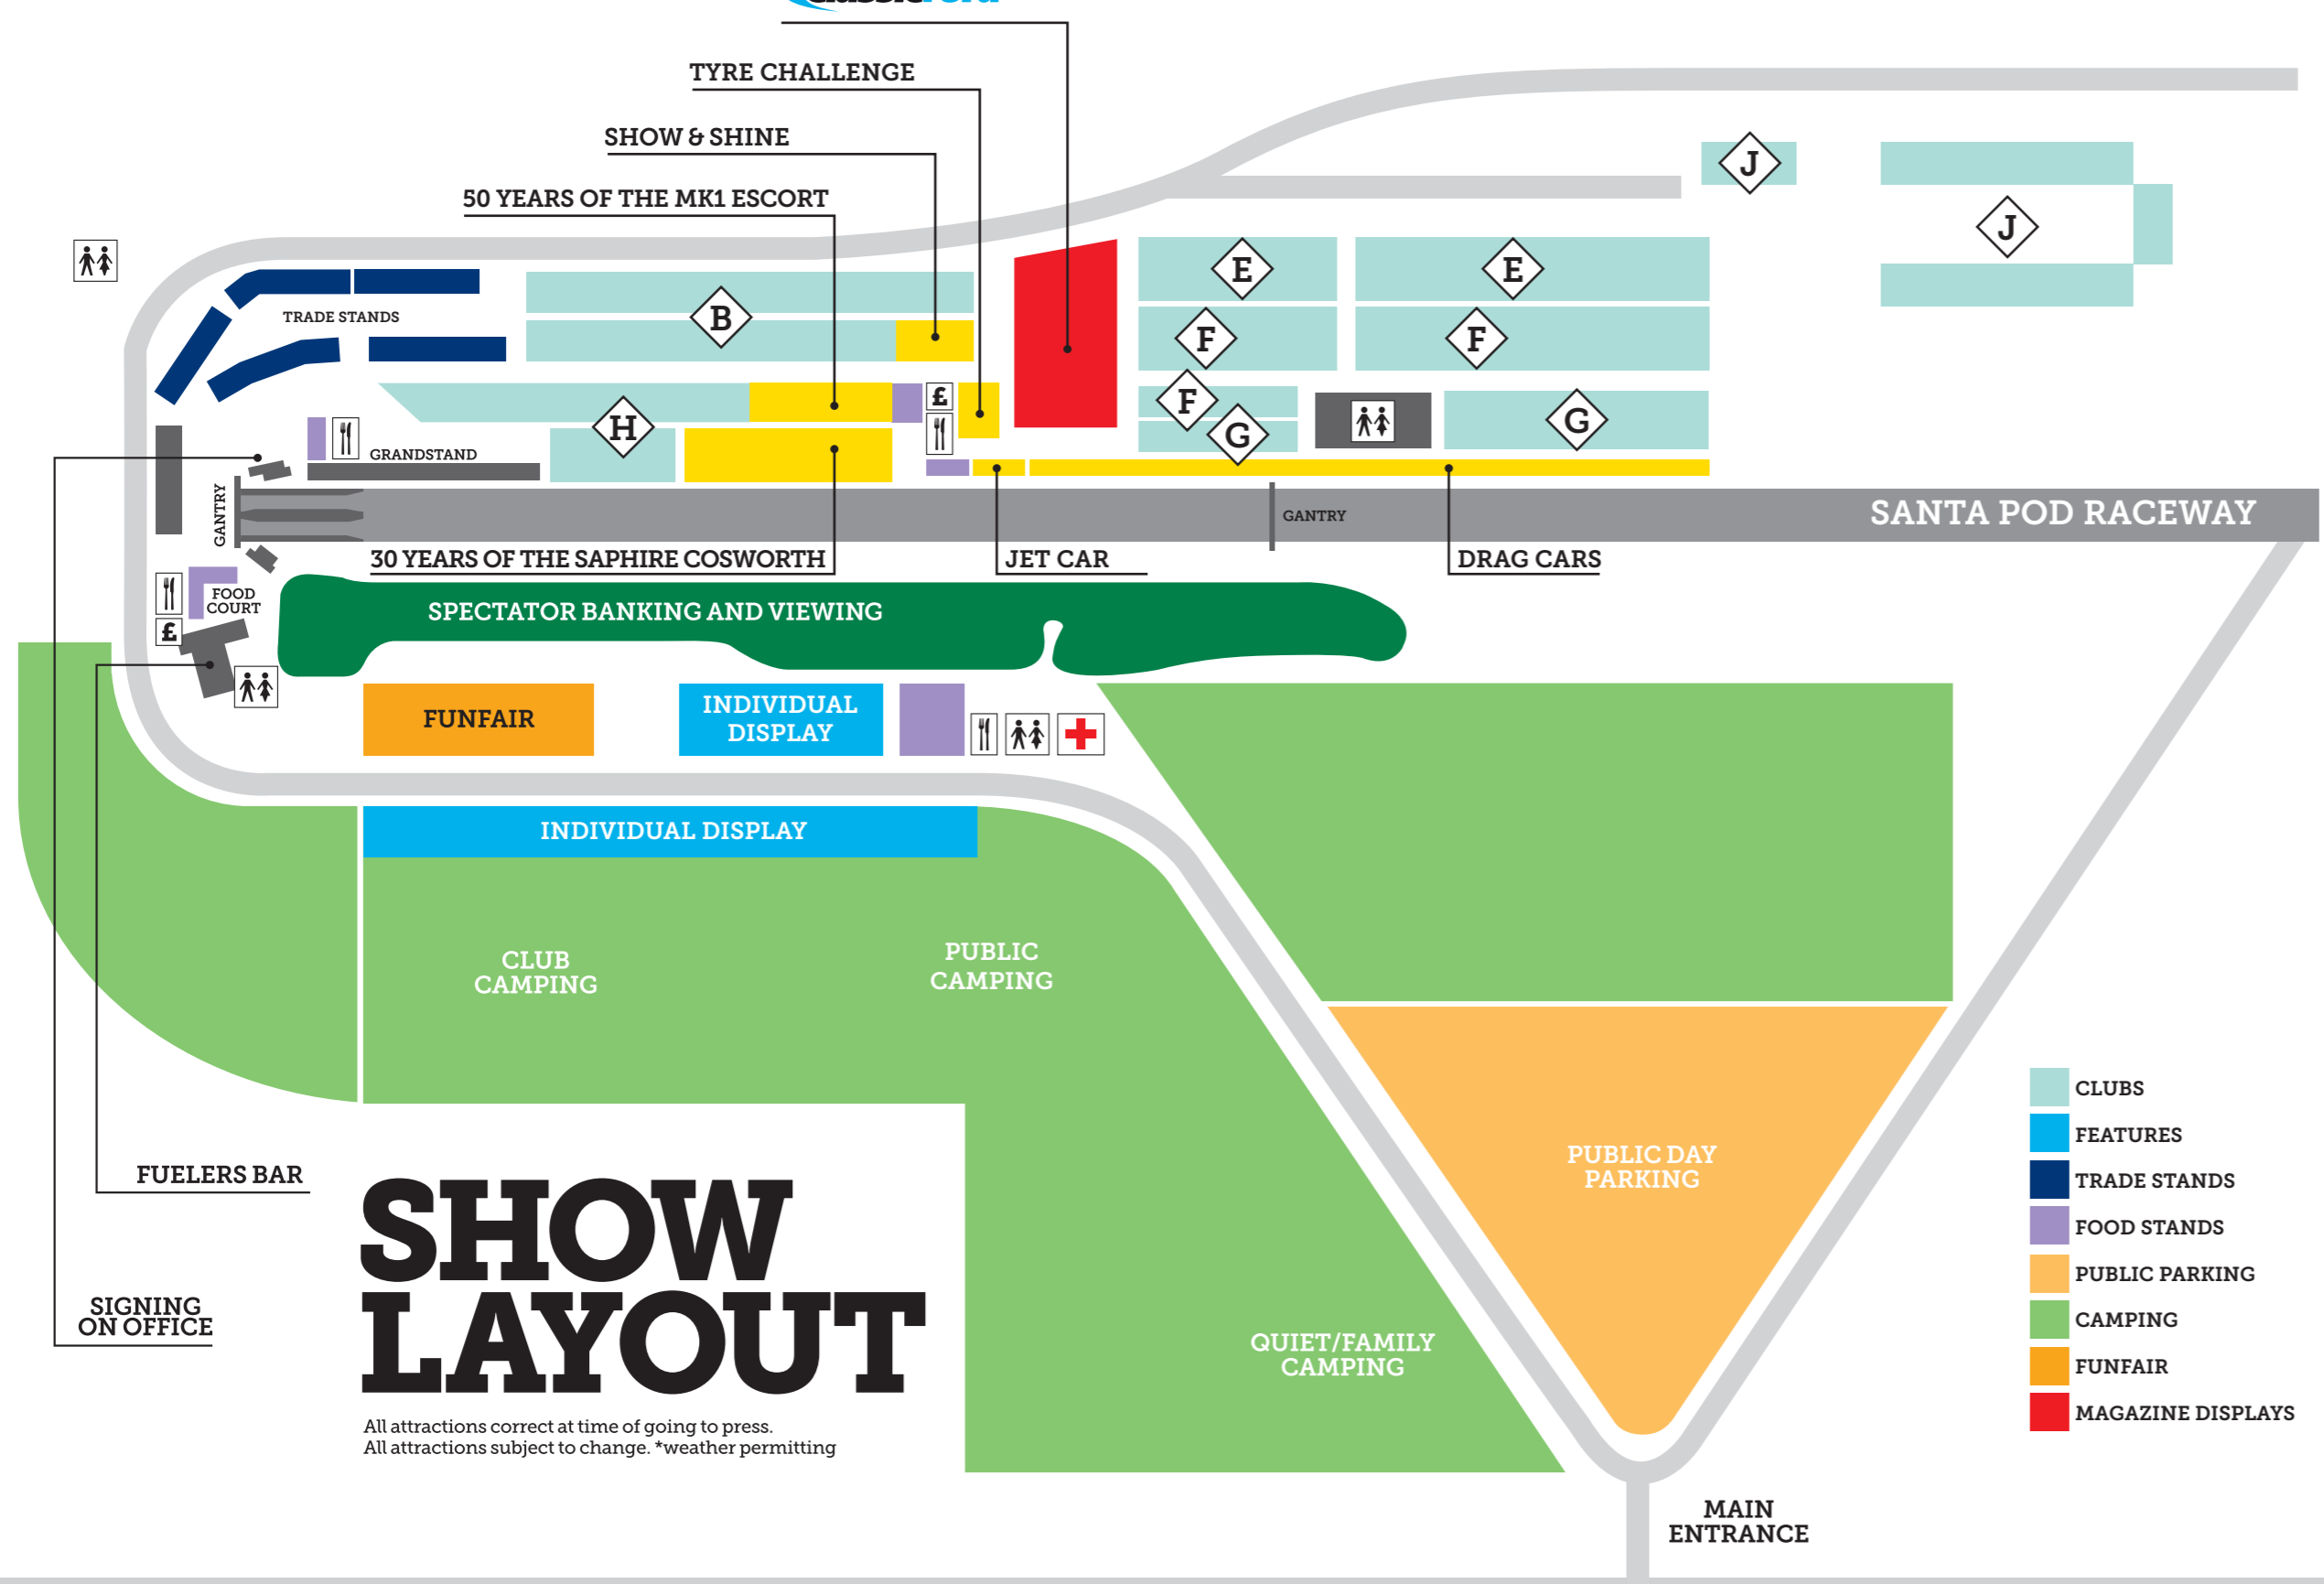 ClassicFord
TYRE CHALLENGE
SHOW & SHINE
50 YEARS OF THE MK1 ESCORT
J
J
E
E
TRADE STANDS
B
F
F
£
F
H
G
G
GRANDSTAND
GANTRY
GANTRY
SANTA POD RACEWAY
30 YEARS OF THE SAPHIRE COSWORTH
JET CAR
DRAG CARS
FOOD
COURT
£
SPECTATOR BANKING AND VIEWING
FUNFAIR
INDIVIDUAL
DISPLAY
INDIVIDUAL DISPLAY
CLUB
CAMPING
PUBLIC
CAMPING
PUBLIC DAY
PARKING
QUIET/FAMILY
CAMPING
FUELERS BAR
SIGNING
ON OFFICE
SHOW
LAYOUT
All attractions correct at time of going to press.
All attractions subject to change. *weather permitting
CLUBS
FEATURES
TRADE STANDS
FOOD STANDS
PUBLIC PARKING
CAMPING
FUNFAIR
MAGAZINE DISPLAYS
MAIN
ENTRANCE